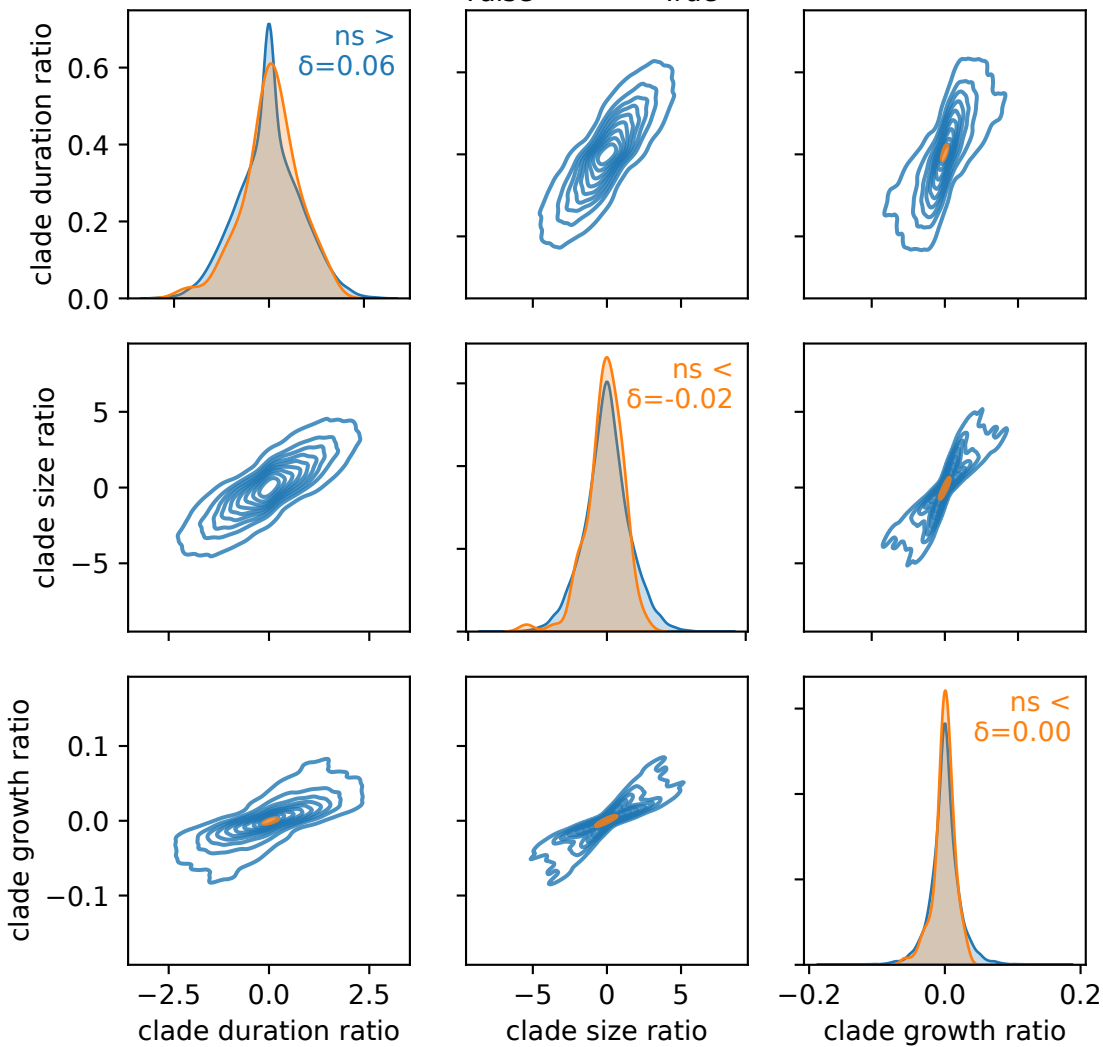 clade duration ratio
0.6
0.4
0.2
0.0
ns >
δ=0.06
clade size ratio
5
0
−5
ns <
δ=-0.02
clade growth ratio
0.1
0.0
−0.1
ns <
δ=0.00
−2.5 0.0 2.5
−5 0 5
−0.2 0.0 0.2
clade duration ratio
clade size ratio
clade growth ratio